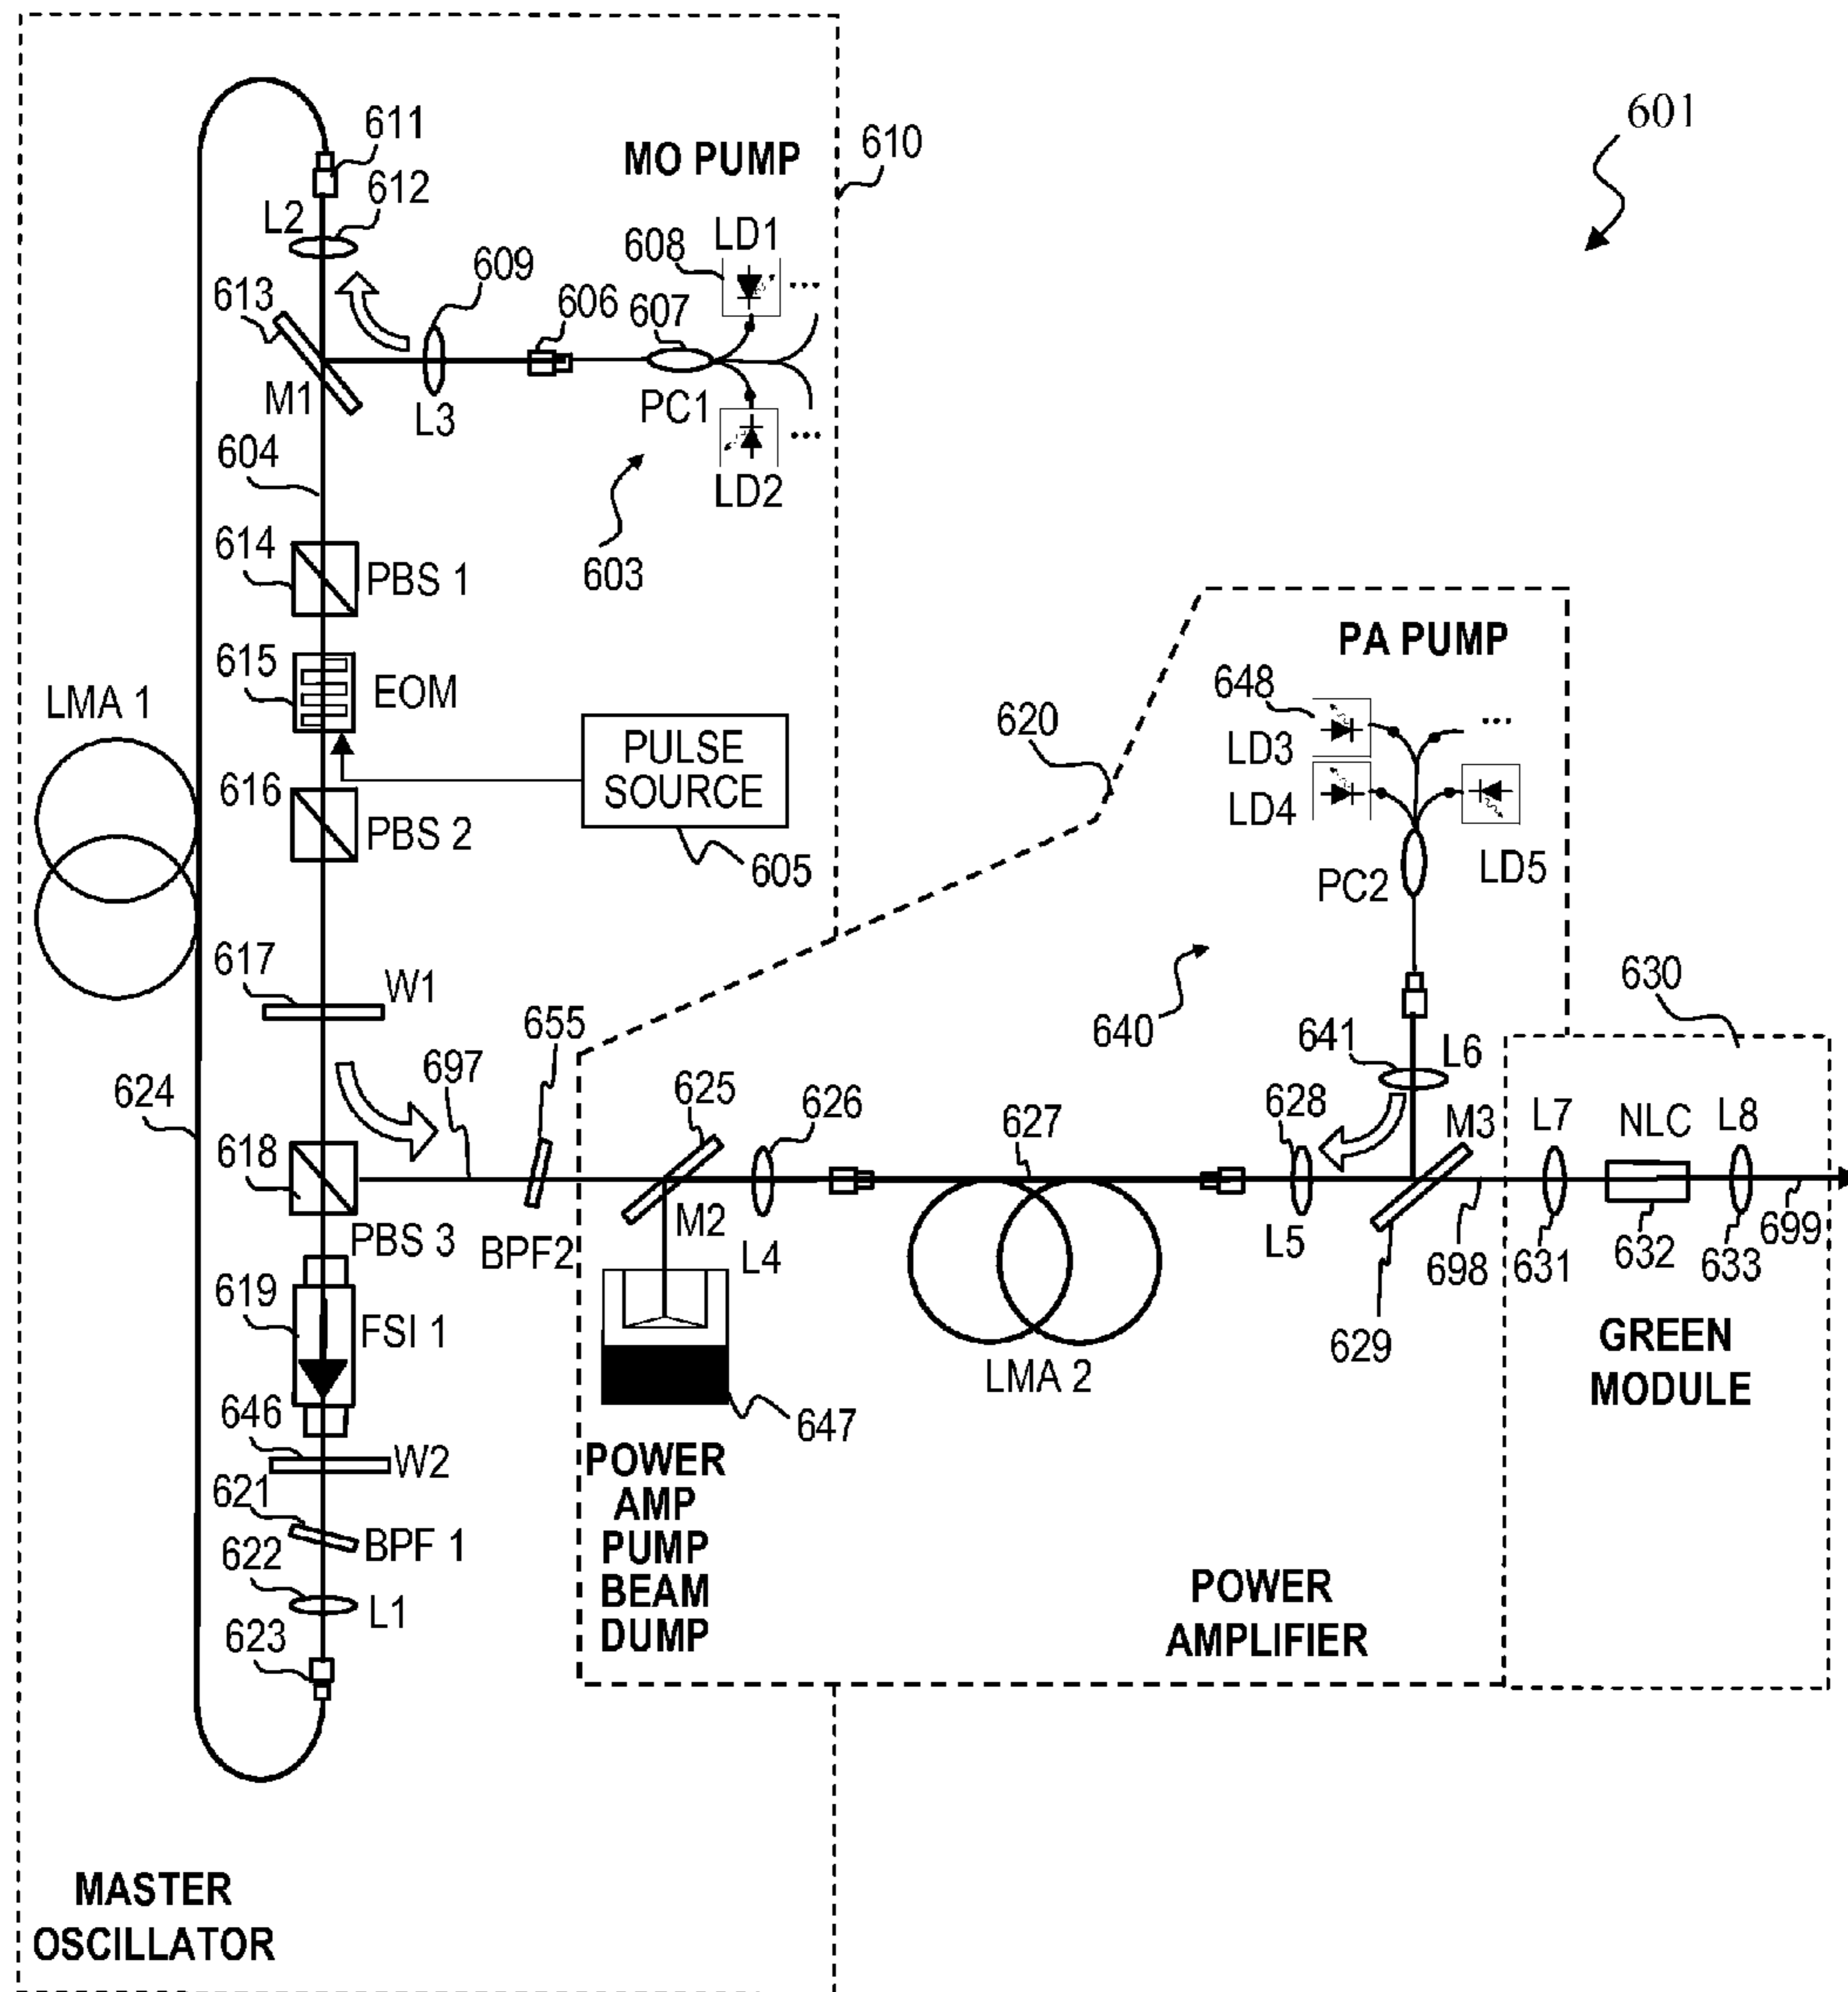 601
611
MO PUMP
610
612
L2
608
LD1
...
609
613
606
607
M1
L3
PC1
...
LD2
604
603
614
PBS 1
615
EOM
LMA 1
PULSE
SOURCE
616
PBS 2
605
620
PA PUMP
648
...
LD3
LD4
PC2
LD5
617
W1
655
640
630
641
L6
624
697
625
626
627
628
M3
L7
NLC
L8
618
PBS 3
BPF2
M2
L4
L5
698
631
632
633
699
619
FSI 1
LMA 2
629
GREEN
MODULE
646
W2
647
621
BPF 1
622
L1
623
POWER
AMP
PUMP
BEAM
DUMP
POWER
AMPLIFIER
MASTER
OSCILLATOR